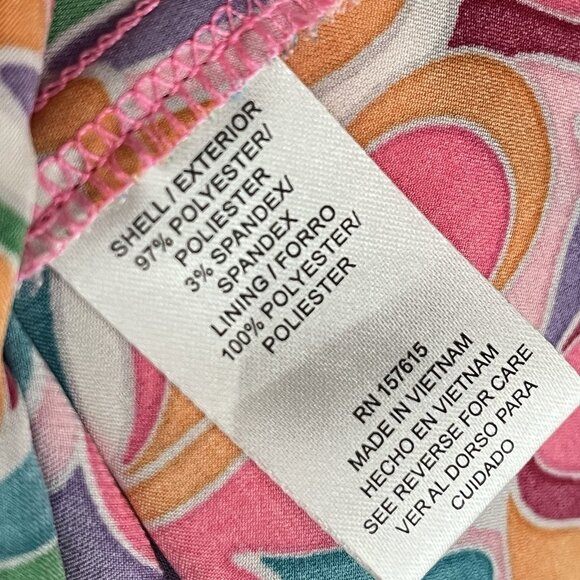 SHELL / EXTERIOR
97% POLYESTER/
POLIESTER
3% SPANDEX/
SPANDEX
LINING / FORRO
100% POLYESTER/
POLIESTER
RN 157615
MADE IN VIETNAM
HECHO EN VIETNAM
SEE REVERSE FOR CARE
VER AL DORSO PARA
CUIDADO